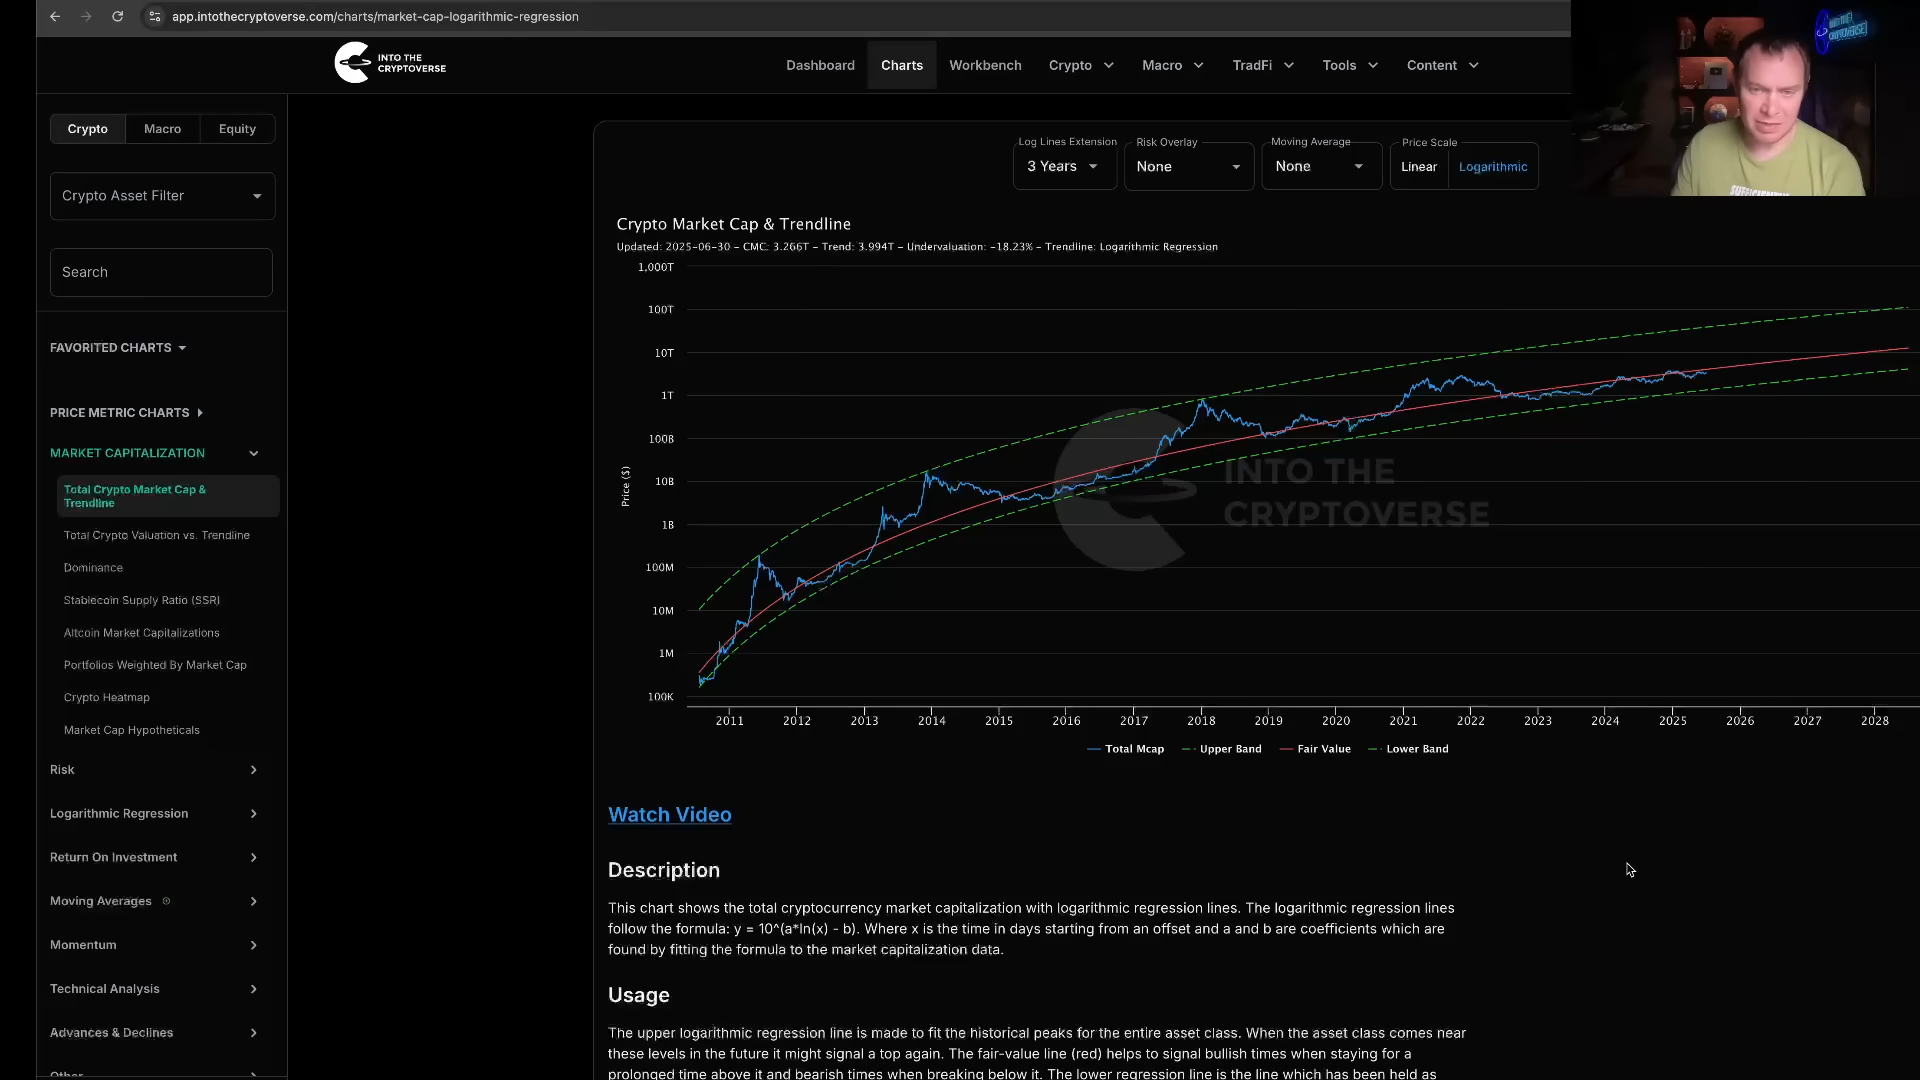 app.intothecryptoverse.com/charts/market-cap-logarithmic-regression
INTO THE
CRYPTOVERSE
Dashboard
Charts
Workbench
Crypto
Macro
TradFi
Tools
Content
INTO THE
CRYPTOVERSE
Crypto
Macro
Equity
Crypto Asset Filter
Search
FAVORITED CHARTS
PRICE METRIC CHARTS
MARKET CAPITALIZATION
Total Crypto Market Cap &
Trendline
Total Crypto Valuation vs. Trendline
Dominance
Stablecoin Supply Ratio (SSR)
Altcoin Market Capitalizations
Portfolios Weighted By Market Cap
Crypto Heatmap
Market Cap Hypotheticals
Risk
Logarithmic Regression
Return On Investment
Moving Averages
Momentum
Technical Analysis
Advances & Declines
Other
Log Lines Extension
3 Years
Risk Overlay
None
Moving Average
None
Price Scale
Linear
Logarithmic
Crypto Market Cap & Trendline
Updated: 2025-06-30 - CMC: 3.266T - Trend: 3.994T - Undervaluation: -18.23% - Trendline: Logarithmic Regression
1,000T
100T
10T
1T
100B
10B
1B
100M
10M
1M
100K
Price ($)
INTO THE
CRYPTOVERSE
2011 2012 2013 2014 2015 2016 2017 2018 2019 2020 2021 2022 2023 2024 2025 2026 2027 2028
Total Mcap
Upper Band
Fair Value
Lower Band
Watch Video
Description
This chart shows the total cryptocurrency market capitalization with logarithmic regression lines. The logarithmic regression lines
follow the formula: y = 10^(a*ln(x) - b). Where x is the time in days starting from an offset and a and b are coefficients which are
found by fitting the formula to the market capitalization data.
Usage
The upper logarithmic regression line is made to fit the historical peaks for the entire asset class. When the asset class comes near
these levels in the future it might signal a top again. The fair-value line (red) helps to signal bullish times when staying for a
prolonged time above it and bearish times when breaking below it. The lower regression line is the line which has been held as